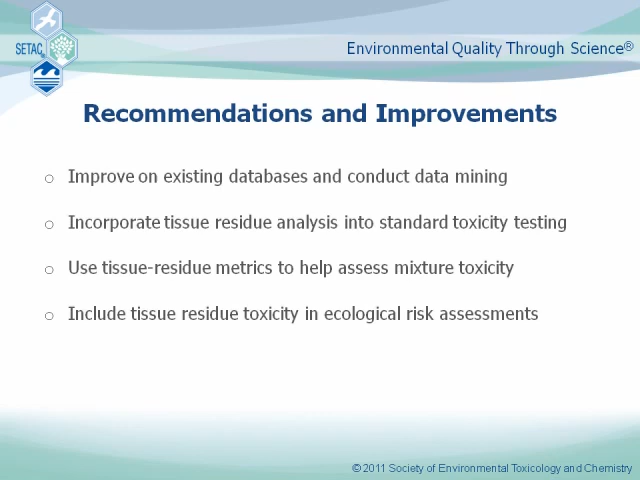 SETAC
Environmental Quality Through Science®
Recommendations and Improvements
o Improve on existing databases and conduct data mining
o Incorporate tissue residue analysis into standard toxicity testing
o Use tissue-residue metrics to help assess mixture toxicity
o Include tissue residue toxicity in ecological risk assessments
© 2011 Society of Environmental Toxicology and Chemistry